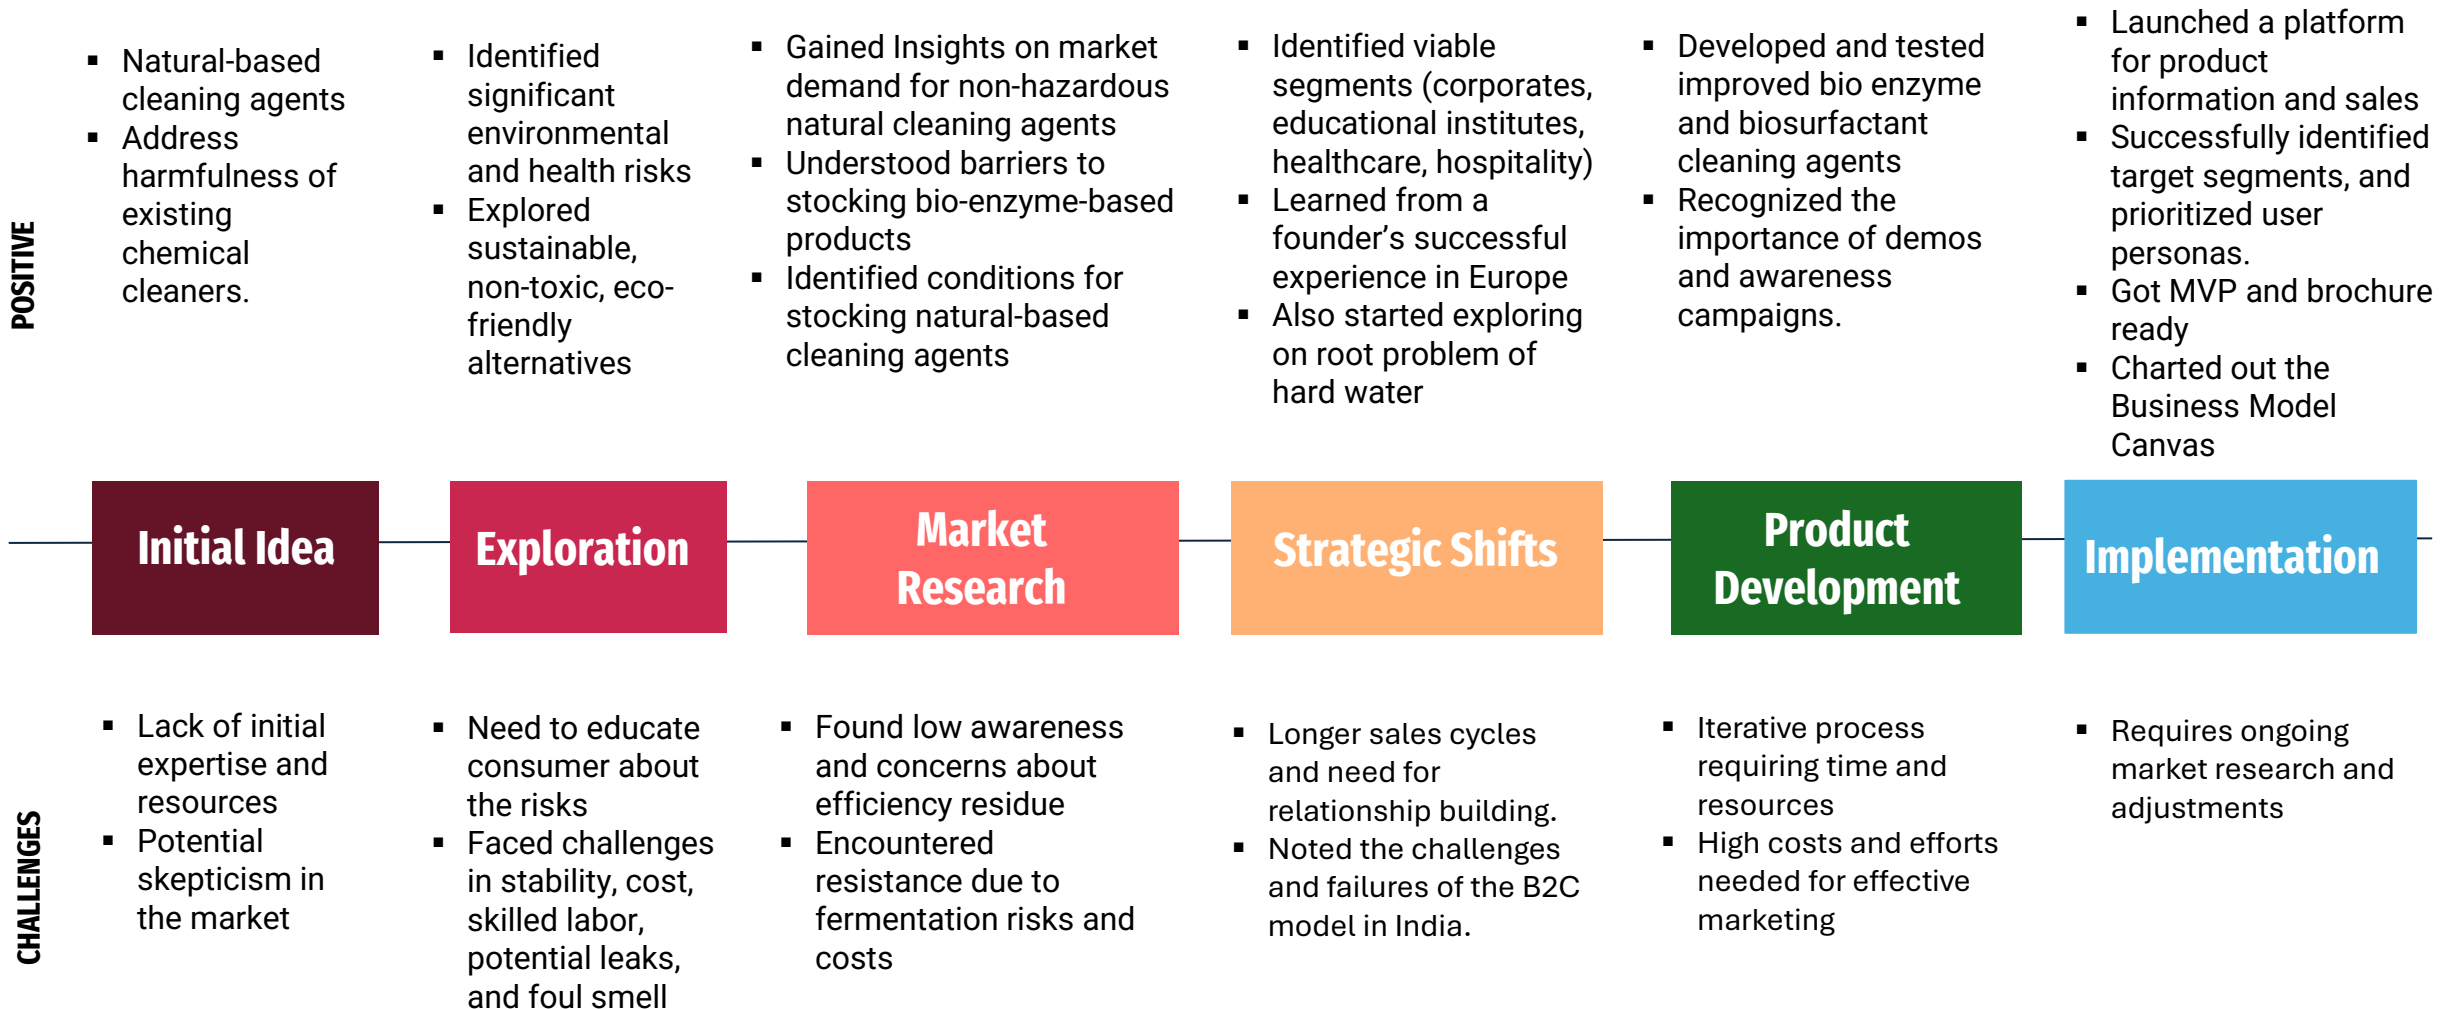 POSITIVE
Natural-based
cleaning agents
Address
harmfulness of
existing
chemical
cleaners.
Identified
significant
environmental
and health risks
Explored
sustainable,
non-toxic, eco-
friendly
alternatives
Gained Insights on market
demand for non-hazardous
natural cleaning agents
Understood barriers to
stocking bio-enzyme-based
products
Identified conditions for
stocking natural-based
cleaning agents
Identified viable
segments (corporates,
educational institutes,
healthcare, hospitality)
Learned from a
founder’s successful
experience in Europe
Also started exploring
on root problem of
hard water
Developed and tested
improved bio enzyme
and biosurfactant
cleaning agents
Recognized the
importance of demos
and awareness
campaigns.
Launched a platform
for product
information and sales
Successfully identified
target segments, and
prioritized user
personas.
Got MVP and brochure
ready
Charted out the
Business Model
Canvas
Initial Idea
Exploration
Market
Research
Strategic Shifts
Product
Development
Implementation
CHALLENGES
Lack of initial
expertise and
resources
Potential
skepticism in
the market
Need to educate
consumer about
the risks
Faced challenges
in stability, cost,
skilled labor,
potential leaks,
and foul smell
Found low awareness
and concerns about
efficiency residue
Encountered
resistance due to
fermentation risks and
costs
Longer sales cycles
and need for
relationship building.
Noted the challenges
and failures of the B2C
model in India.
Iterative process
requiring time and
resources
High costs and efforts
needed for effective
marketing
Requires ongoing
market research and
adjustments